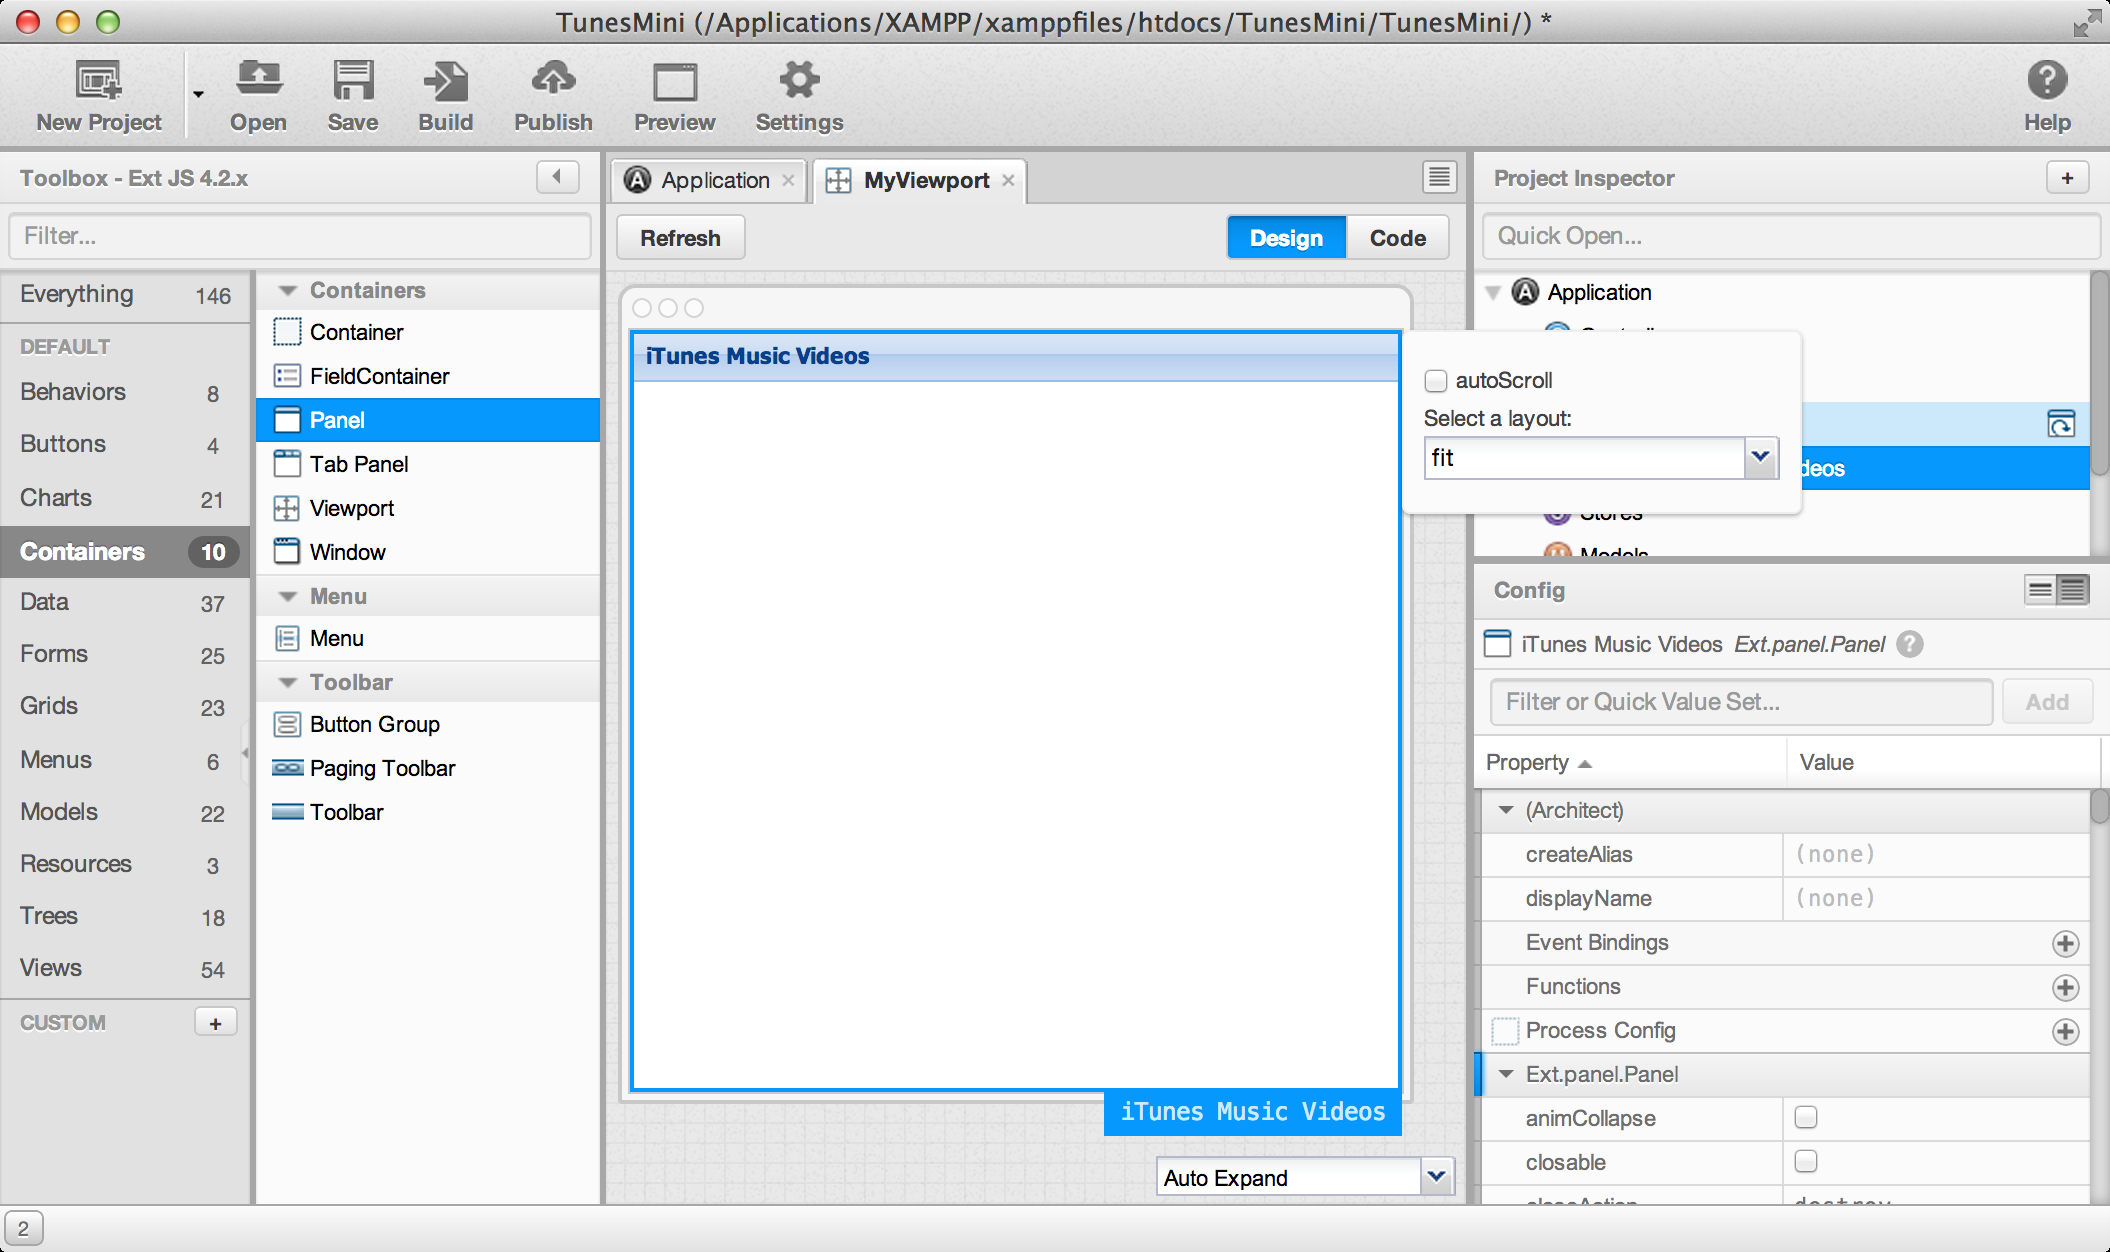 TunesMini (/Applications/XAMPP/xamppfiles/htdocs/TunesMini/TunesMini/) *
New Project
Open
Save
Build
Publish
Preview
Settings
Help
Toolbox - Ext JS 4.2.x
Filter...
Everything 146
DEFAULT
Behaviors 8
Buttons 4
Charts 21
Containers 10
Data 37
Forms 25
Grids 23
Menus 6
Models 22
Resources 3
Trees 18
Views 54
CUSTOM +
Containers
Container
FieldContainer
Panel
Tab Panel
Viewport
Window
Menu
Menu
Toolbar
Button Group
Paging Toolbar
Toolbar
Application
MyViewport
Refresh
Design
Code
iTunes Music Videos
autoScroll
Select a layout:
fit
iTunes Music Videos
Auto Expand
Project Inspector
+
Quick Open...
Application
deos
Stores
Models
Config
iTunes Music Videos Ext.panel.Panel ?
Filter or Quick Value Set...
Add
Property Value
(Architect)
createAlias (none)
displayName (none)
Event Bindings
Functions
Process Config
Ext.panel.Panel
animCollapse
closable
closeAction destroy
2